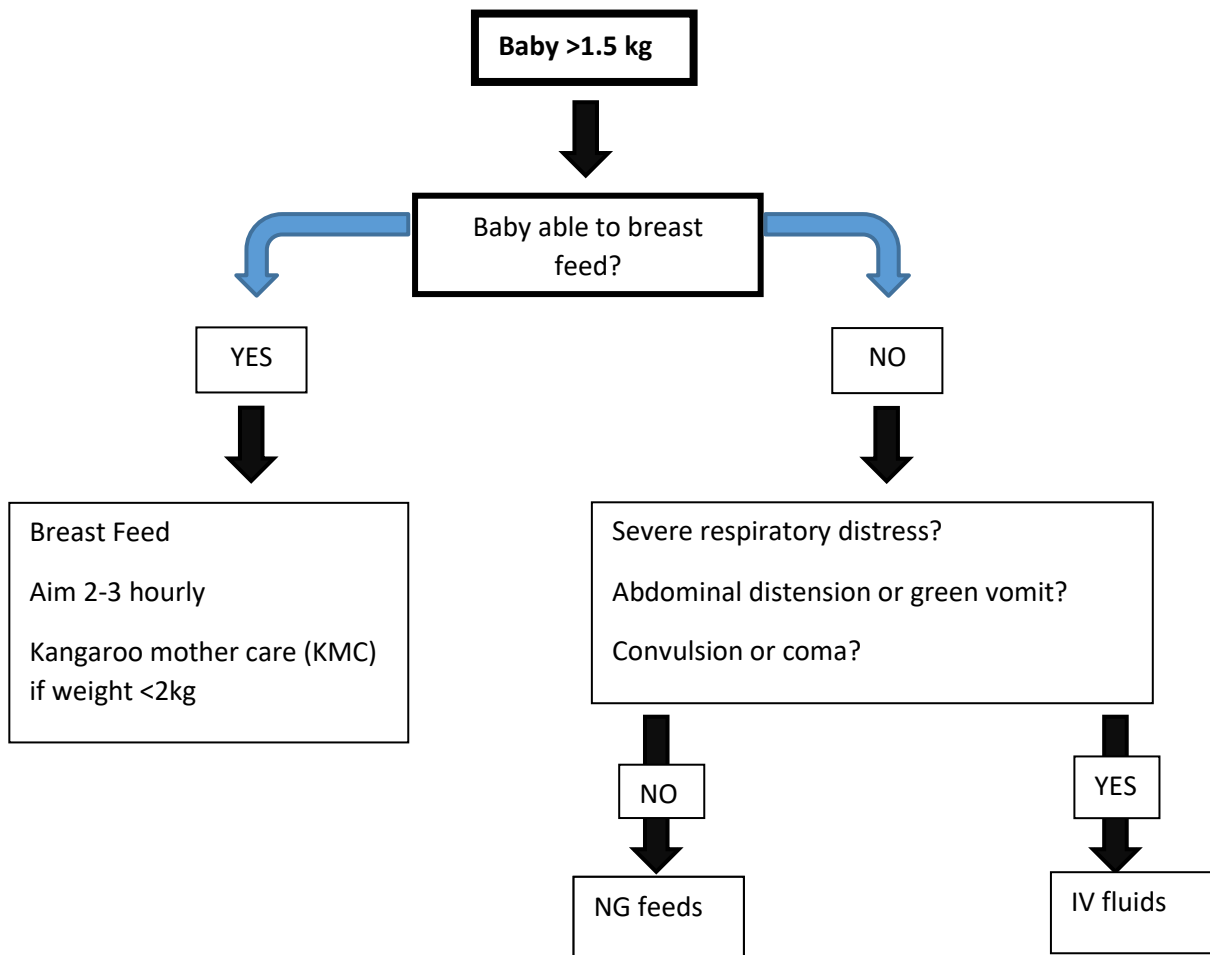 Baby >1.5 kg
Baby able to breast
feed?
YES
NO
Breast Feed
Aim 2-3 hourly
Kangaroo mother care (KMC)
if weight <2kg
Severe respiratory distress?
Abdominal distension or green vomit?
Convulsion or coma?
NO
YES
NG feeds
IV fluids